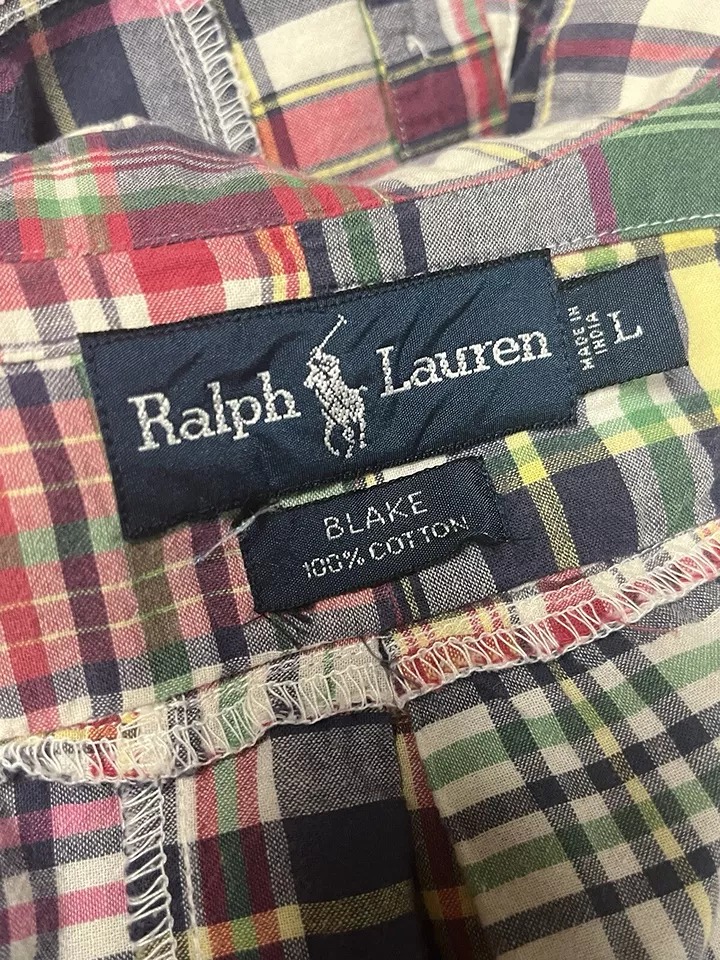 Ralph Lauren
MADE IN
INDIA
L
BLAKE
100% COTTON